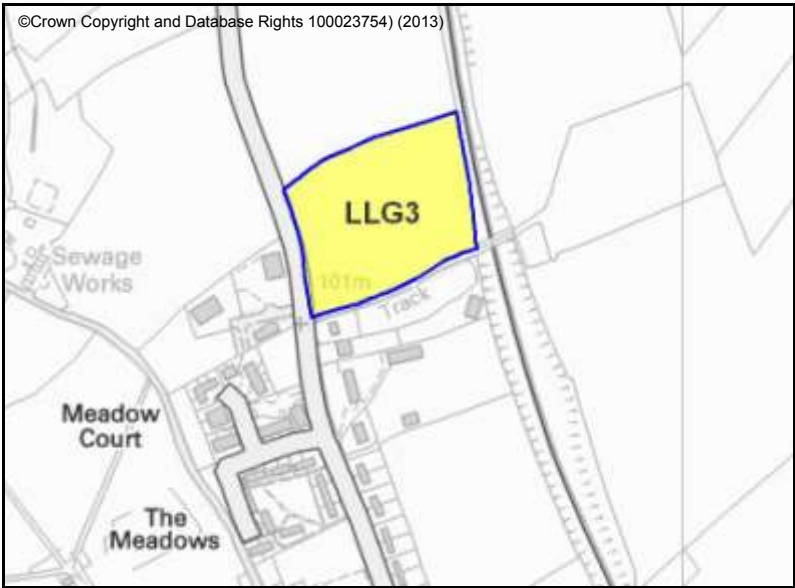 ©Crown Copyright and Database Rights 100023754) (2013)
LLG3
Sewage
Works
101m
Track
Meadow
Court
The
Meadows